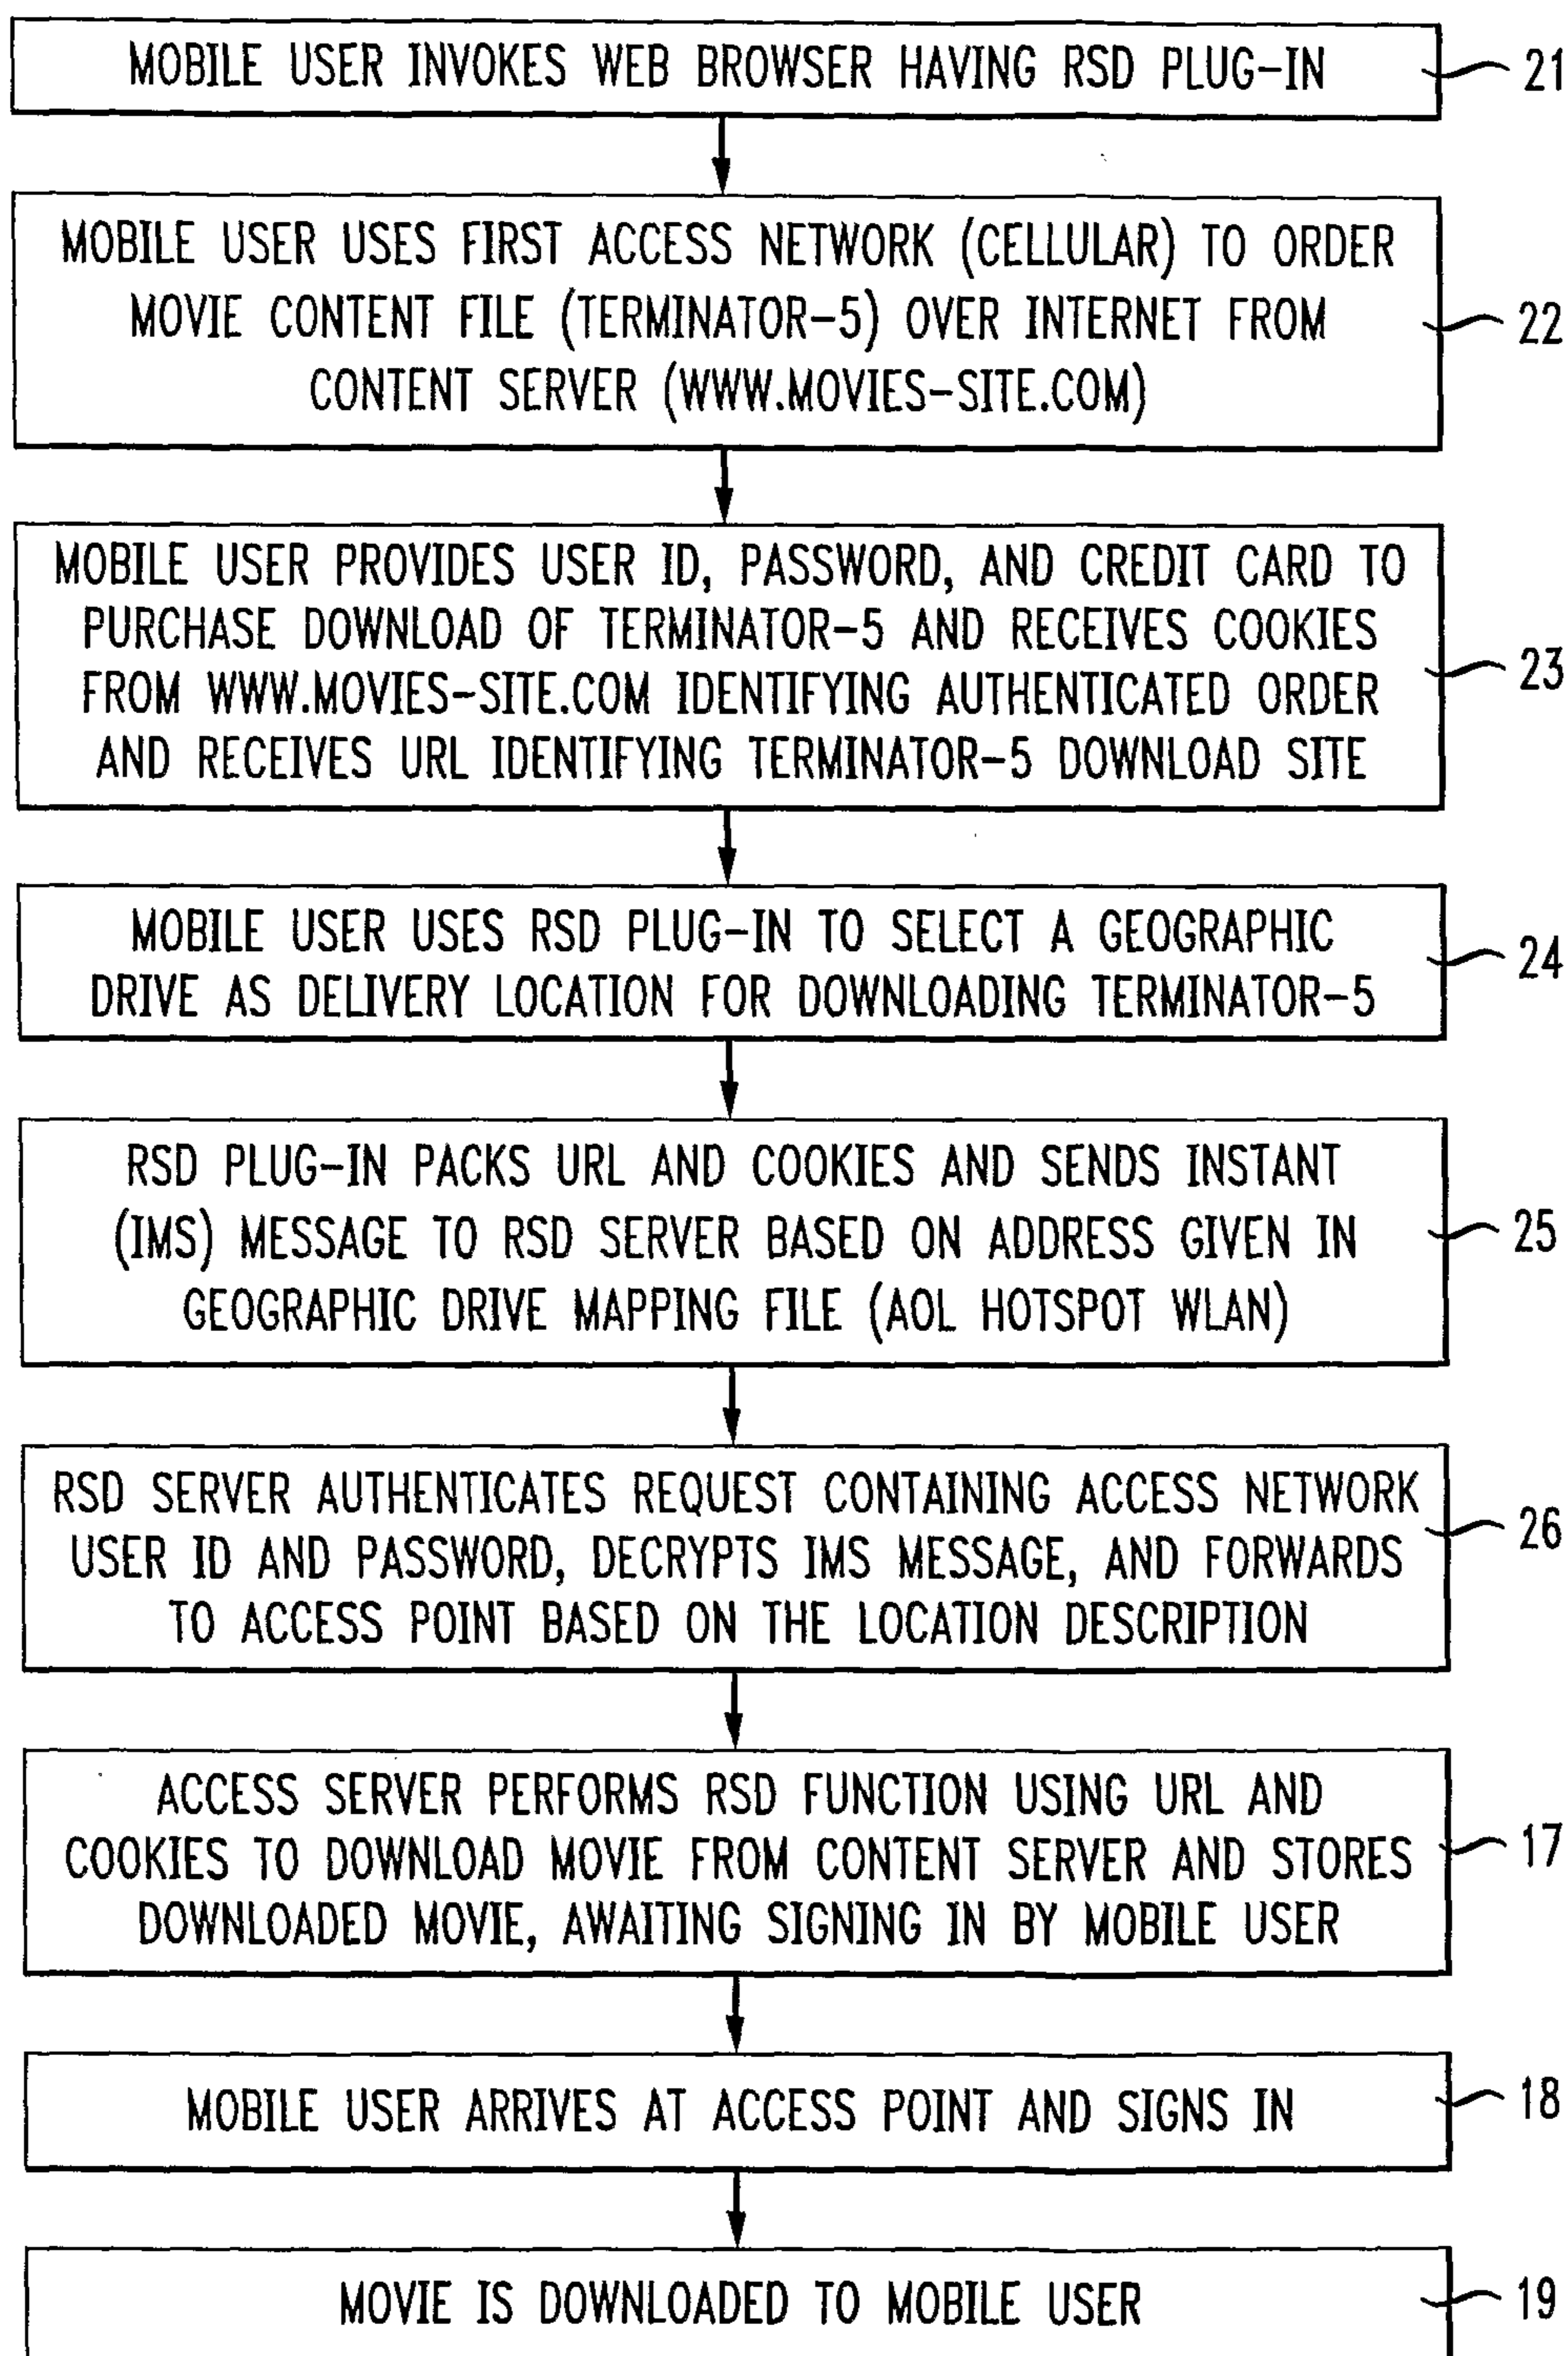 MOBILE USER INVOKES WEB BROWSER HAVING RSD PLUG-IN
21
MOBILE USER USES FIRST ACCESS NETWORK (CELLULAR) TO ORDER
MOVIE CONTENT FILE (TERMINATOR-5) OVER INTERNET FROM
CONTENT SERVER (WWW.MOVIES-SITE.COM)
22
MOBILE USER PROVIDES USER ID, PASSWORD, AND CREDIT CARD TO
PURCHASE DOWNLOAD OF TERMINATOR-5 AND RECEIVES COOKIES
FROM WWW.MOVIES-SITE.COM IDENTIFYING AUTHENTICATED ORDER
AND RECEIVES URL IDENTIFYING TERMINATOR-5 DOWNLOAD SITE
23
MOBILE USER USES RSD PLUG-IN TO SELECT A GEOGRAPHIC
DRIVE AS DELIVERY LOCATION FOR DOWNLOADING TERMINATOR-5
24
RSD PLUG-IN PACKS URL AND COOKIES AND SENDS INSTANT
(IMS) MESSAGE TO RSD SERVER BASED ON ADDRESS GIVEN IN
GEOGRAPHIC DRIVE MAPPING FILE (AOL HOTSPOT WLAN)
25
RSD SERVER AUTHENTICATES REQUEST CONTAINING ACCESS NETWORK
USER ID AND PASSWORD, DECRYPTS IMS MESSAGE, AND FORWARDS
TO ACCESS POINT BASED ON THE LOCATION DESCRIPTION
26
ACCESS SERVER PERFORMS RSD FUNCTION USING URL AND
COOKIES TO DOWNLOAD MOVIE FROM CONTENT SERVER AND STORES
DOWNLOADED MOVIE, AWAITING SIGNING IN BY MOBILE USER
17
MOBILE USER ARRIVES AT ACCESS POINT AND SIGNS IN
18
MOVIE IS DOWNLOADED TO MOBILE USER
19